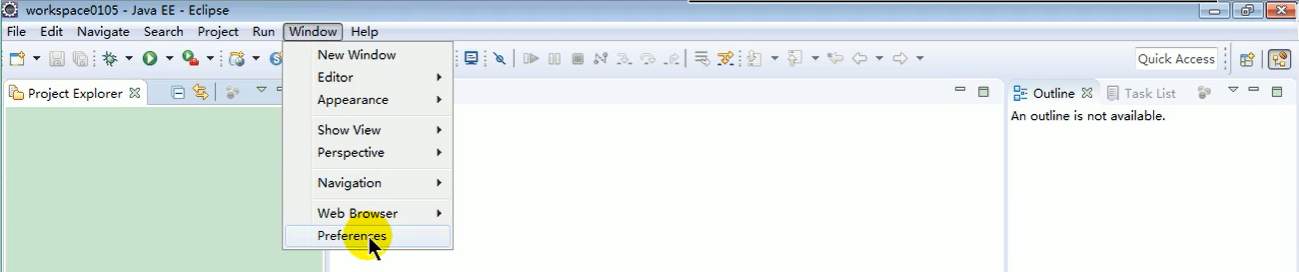 workspace0105 - Java EE - Eclipse
File Edit Navigate Search Project Run Window Help
New Window
Editor
Appearance
Show View
Perspective
Navigation
Web Browser
Preferences
Quick Access
Project Explorer
Outline Task List
An outline is not available.